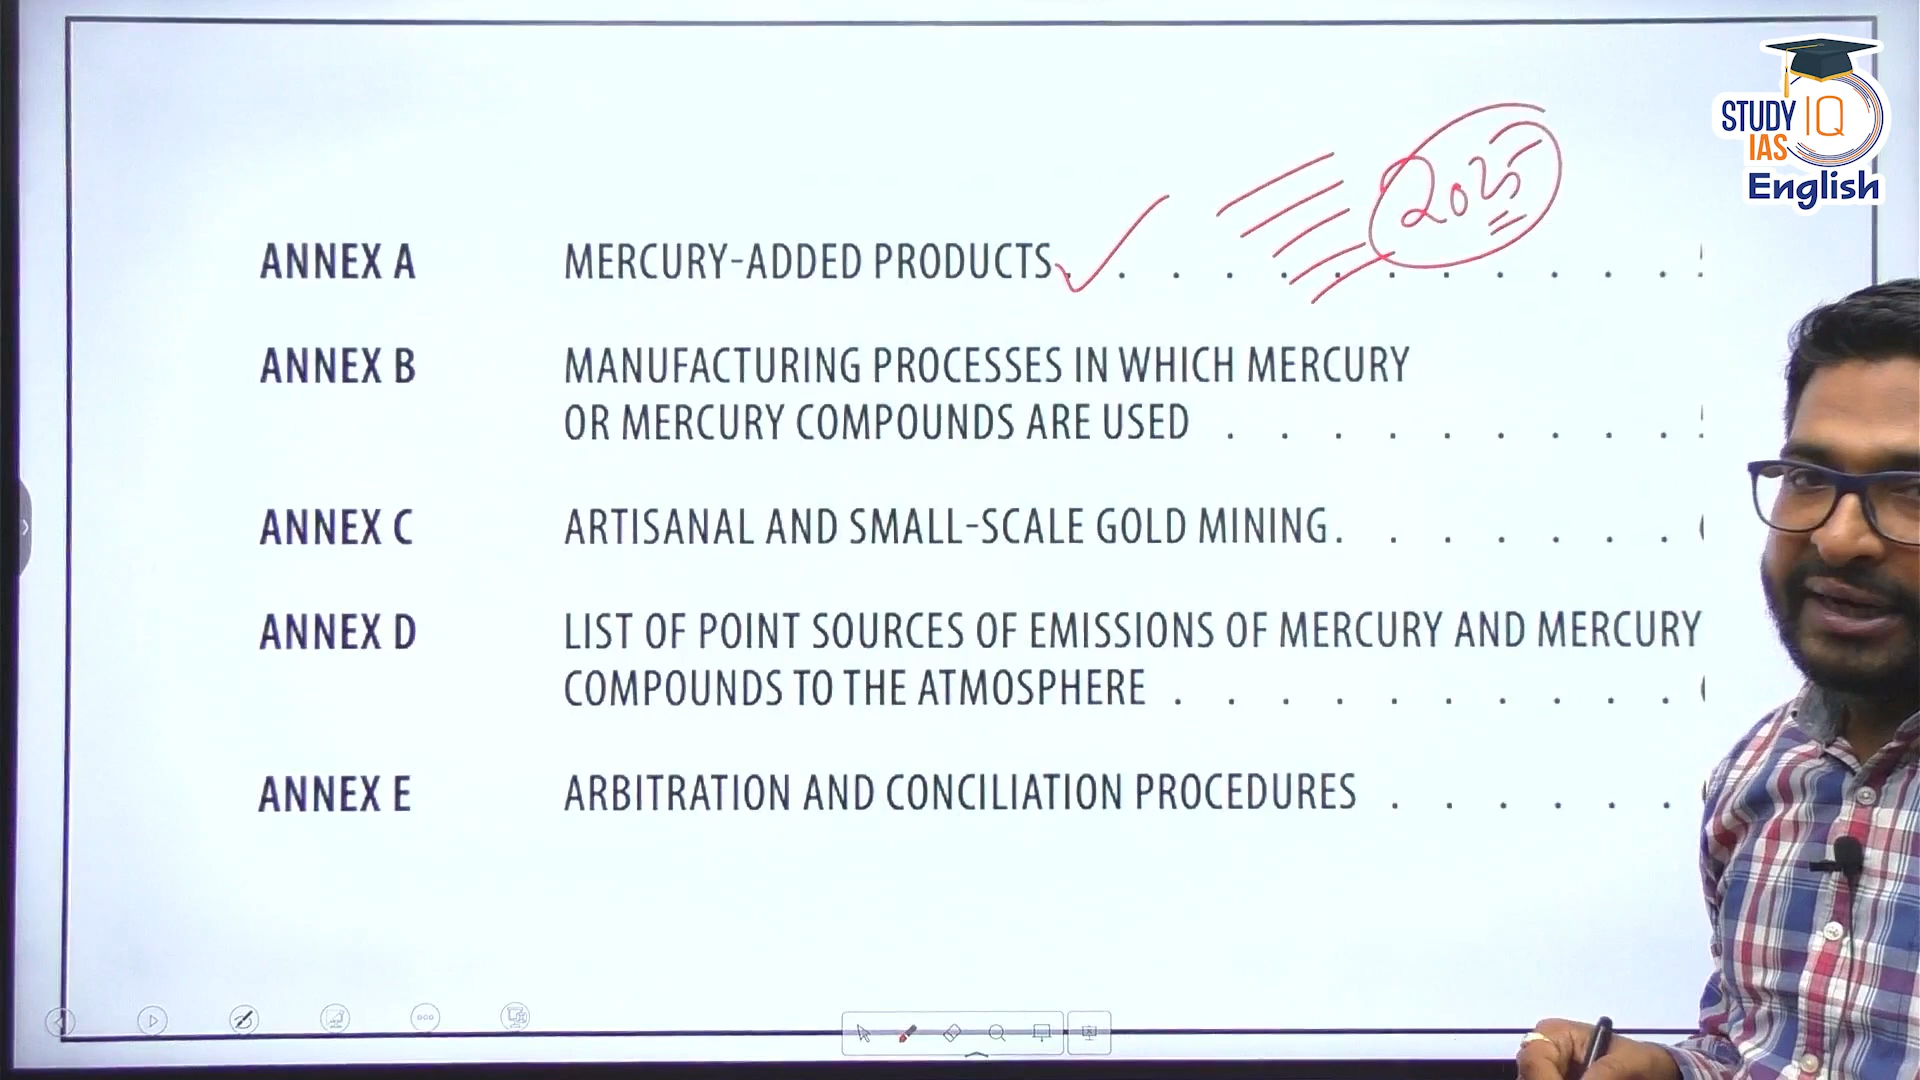 STUDY IQ
IAS
English
2025
ANNEX A MERCURY-ADDED PRODUCTS . . . . . . . . . . .
ANNEX B MANUFACTURING PROCESSES IN WHICH MERCURY
OR MERCURY COMPOUNDS ARE USED . . . . . . . . .
ANNEX C ARTISANAL AND SMALL-SCALE GOLD MINING . . . . . . .
ANNEX D LIST OF POINT SOURCES OF EMISSIONS OF MERCURY AND MERCURY
COMPOUNDS TO THE ATMOSPHERE . . . . . . . . . .
ANNEX E ARBITRATION AND CONCILIATION PROCEDURES . . . . . .